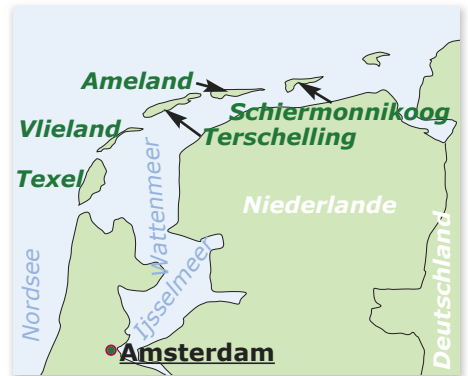 Ameland
Schiermonnikoog
Vlieland
Terschelling
Texel
Wattenmeer
Niederlande
Nordsee
Ijsselmeer
Deutschland
Amsterdam